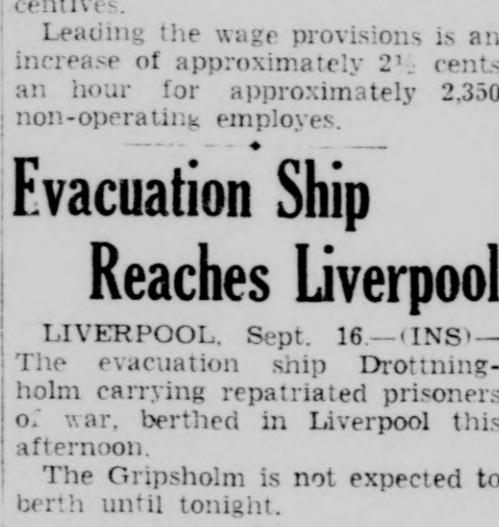 centives.
Leading the wage provisions is an
increase of approximately 2½ cents
an hour for approximately 2,350
non-operating employes.
Evacuation Ship
Reaches Liverpool
LIVERPOOL, Sept. 16.—(INS)—
The evacuation ship Drottning-
holm carrying repatriated prisoners
of war, berthed in Liverpool this
afternoon.
The Gripsholm is not expected to
berth until tonight.